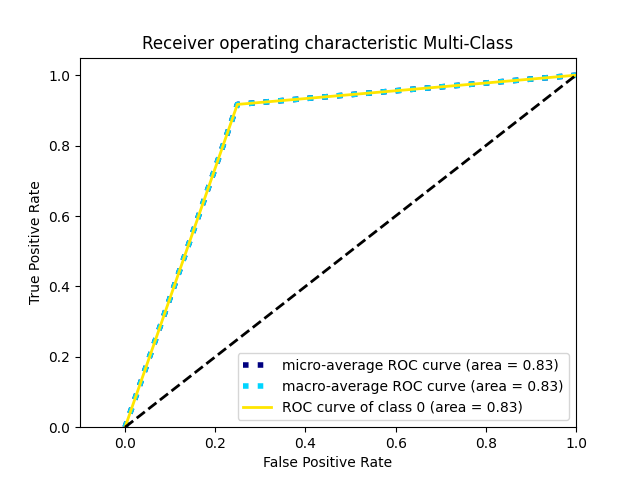 Receiver operating characteristic Multi-Class
1.0
0.8
0.6
0.4
0.2
0.0
True Positive Rate
micro-average ROC curve (area = 0.83)
macro-average ROC curve (area = 0.83)
ROC curve of class 0 (area = 0.83)
0.0 0.2 0.4 0.6 0.8 1.0
False Positive Rate